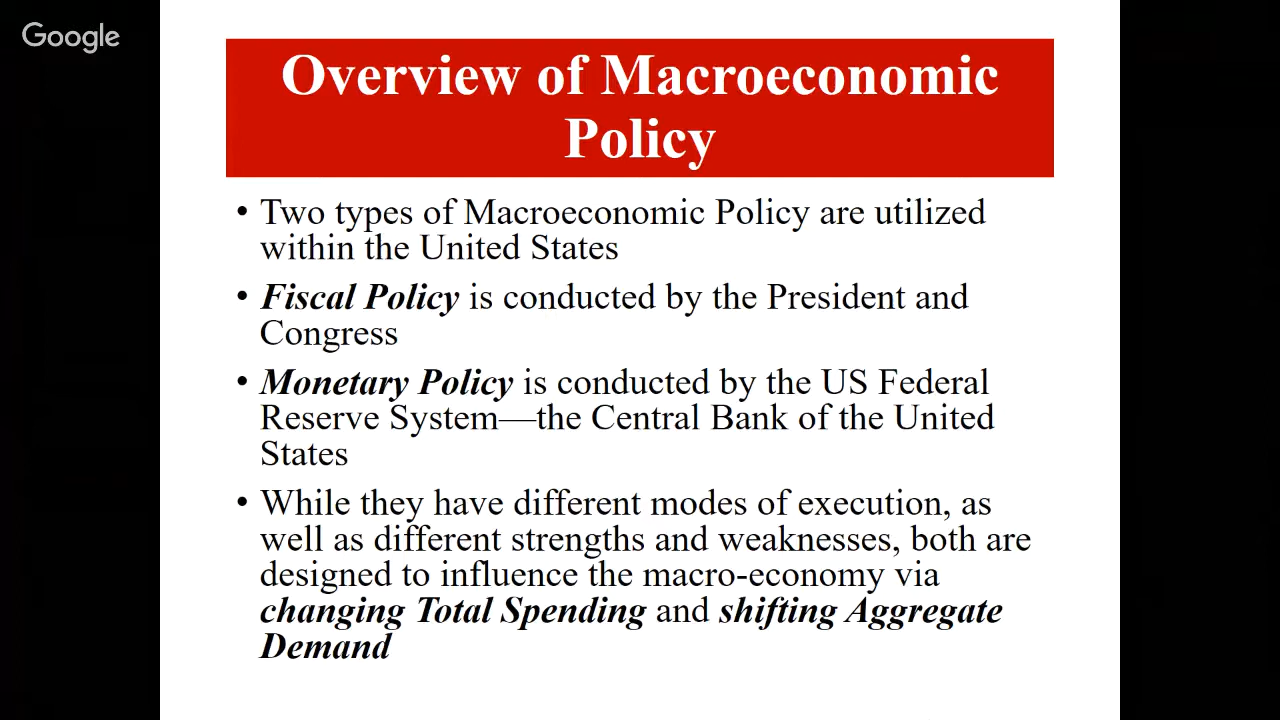 Google
Overview of Macroeconomic
Policy
• Two types of Macroeconomic Policy are utilized
within the United States
• Fiscal Policy is conducted by the President and
Congress
• Monetary Policy is conducted by the US Federal
Reserve System—the Central Bank of the United
States
• While they have different modes of execution, as
well as different strengths and weaknesses, both are
designed to influence the macro-economy via
changing Total Spending and shifting Aggregate
Demand